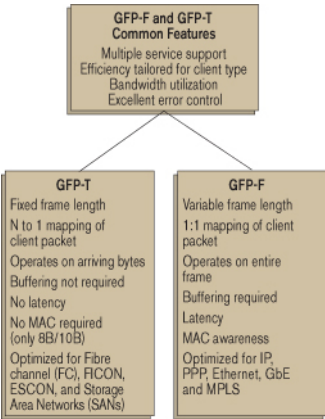 GFP-F and GFP-T
Common Features
Multiple service support
Efficiency tailored for client type
Bandwidth utilization
Excellent error control
GFP-T
Fixed frame length
N to 1 mapping of
client packet
Operates on arriving bytes
Buffering not required
No latency
No MAC required
(only 8B/10B)
Optimized for Fibre
channel (FC), FICON,
ESCON, and Storage
Area Networks (SANs)
GFP-F
Variable frame length
1:1 mapping of client
packet
Operates on entire
frame
Buffering required
Latency
MAC awareness
Optimized for IP,
PPP, Ethernet, GbE
and MPLS